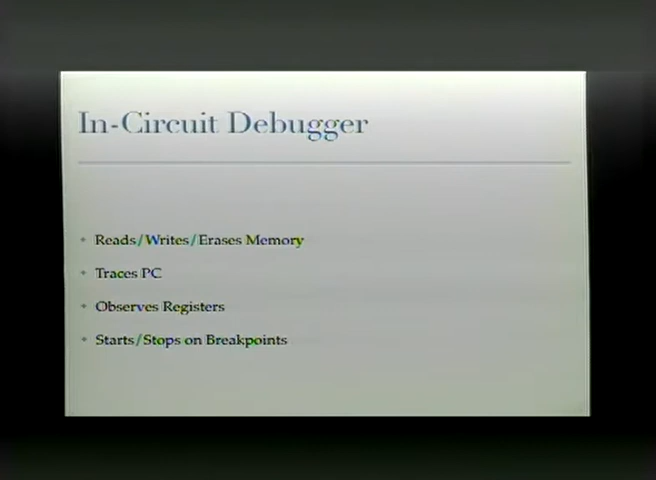 In-Circuit Debugger
Reads/Writes/Erases Memory
Traces PC
Observes Registers
Starts/Stops on Breakpoints